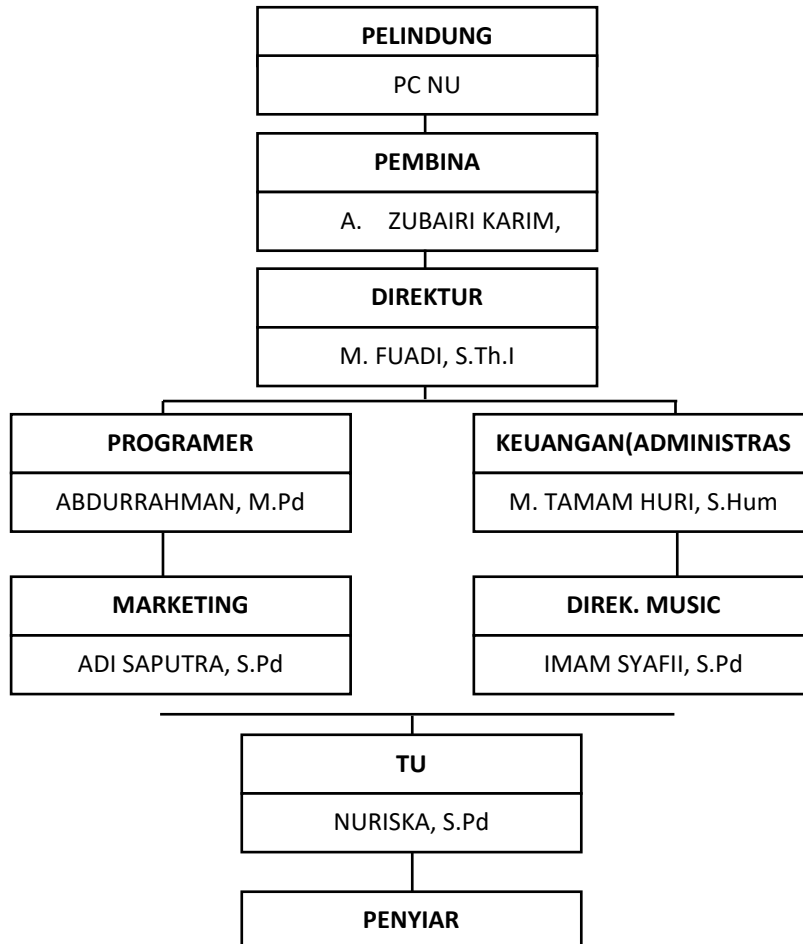 PELINDUNG
PC NU
PEMBINA
A. ZUBAIRI KARIM,
DIREKTUR
M. FUADI, S.Th.I
PROGRAMER
ABDURRAHMAN, M.Pd
KEUANGAN(ADMINISTRAS
M. TAMAM HURI, S.Hum
MARKETING
ADI SAPUTRA, S.Pd
DIREK. MUSIC
IMAM SYAFII, S.Pd
TU
NURISKA, S.Pd
PENYIAR